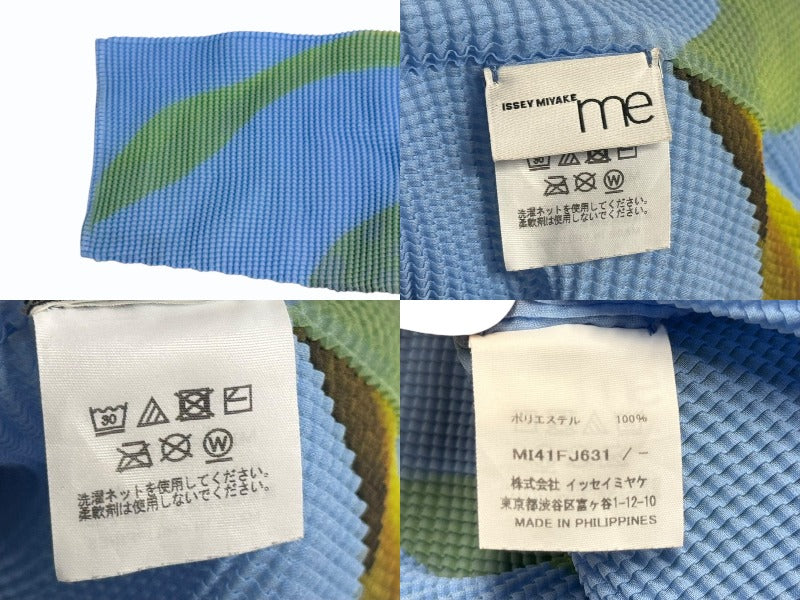 ISSEY MIYAKE me
30
洗濯ネットを使用してください。
柔軟剤は使用しないでください。
30
W
洗濯ネットを使用してください。
柔軟剤は使用しないでください。
ポリエステル 100%
MI41FJ631 / -
株式会社 イッセイミヤケ
東京都渋谷区富ヶ谷1-12-10
MADE IN PHILIPPINES